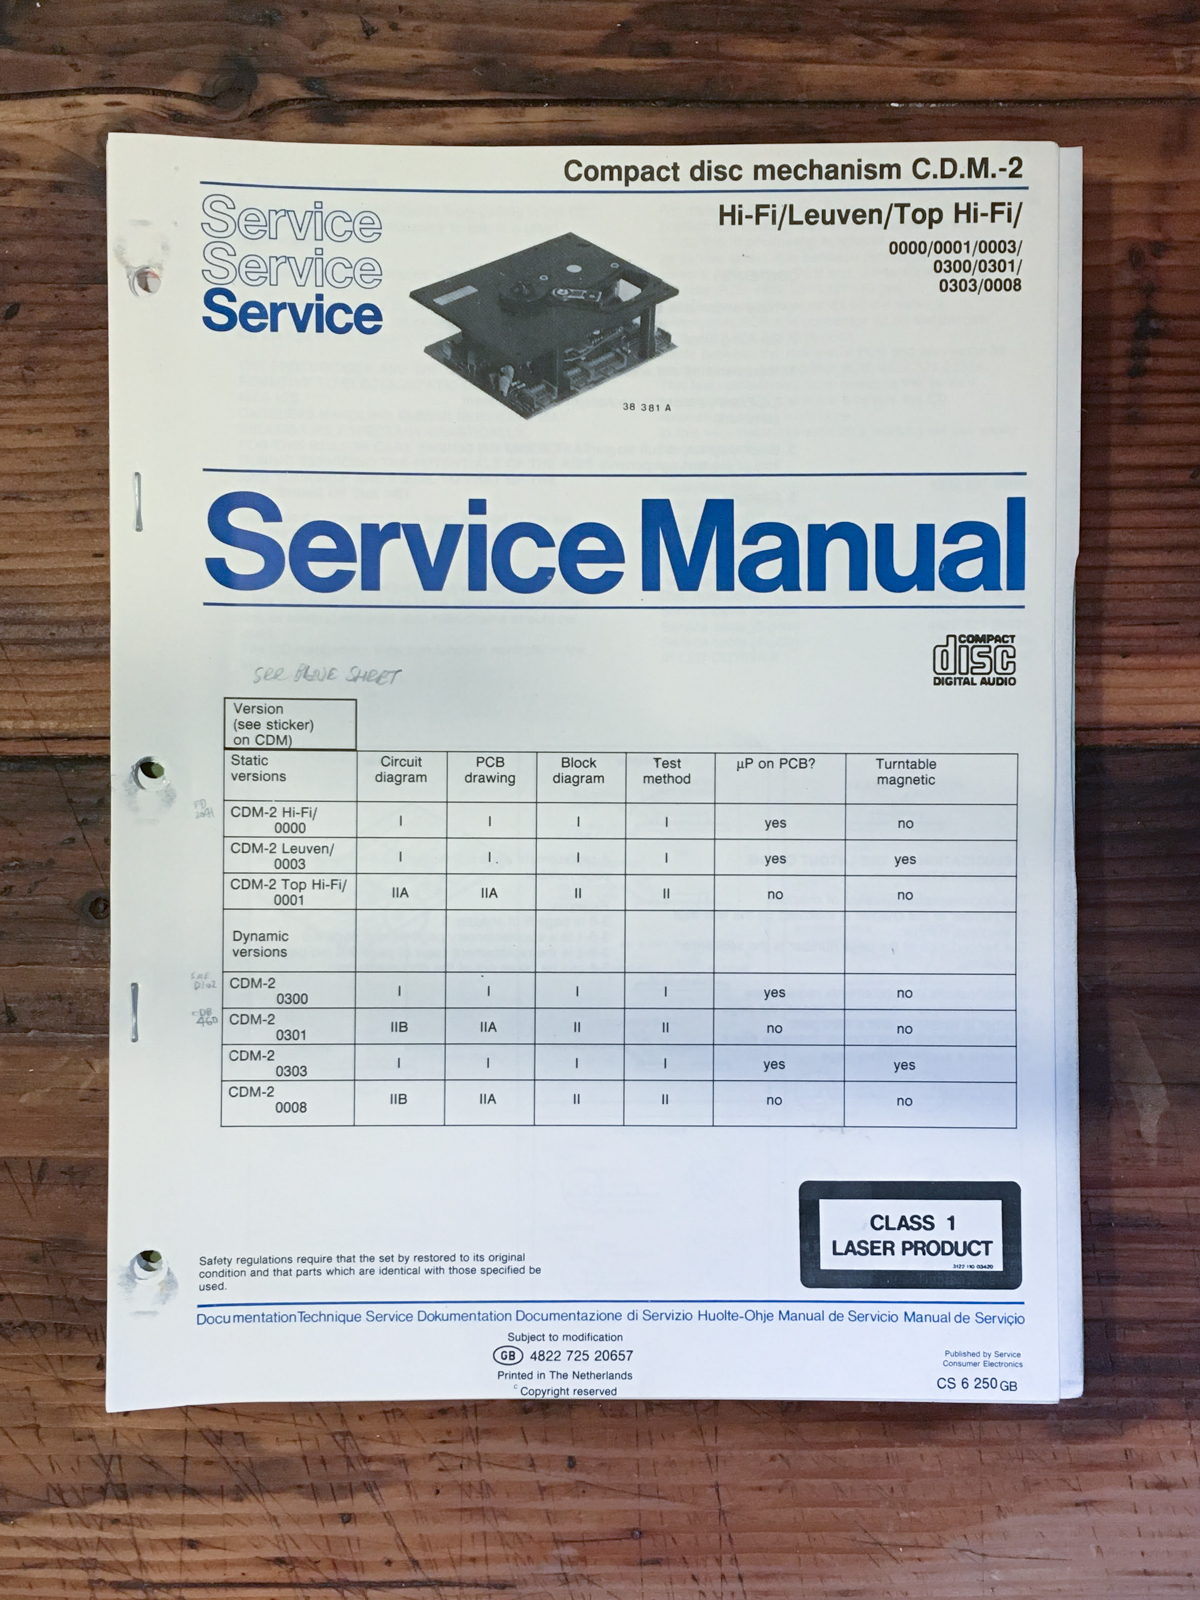 Compact disc mechanism C.D.M.-2
Service
Service
Service
Hi-Fi/Leuven/Top Hi-Fi/
0000/0001/0003/
0300/0301/
0303/0008
38 381 A
Service Manual
COMPACT
disc
DIGITAL AUDIO
SEE SHEET
Version
(see sticker)
on CDM)
Static versions Circuit diagram PCB drawing Block diagram Test method µP on PCB? Turntable magnetic
CDM-2 Hi-Fi/ 0000 I I I I yes no
CDM-2 Leuven/ 0003 I I. I I yes yes
CDM-2 Top Hi-Fi/ 0001 IIA IIA II II no no
Dynamic
versions
CDM-2 0300 I I I I yes no
460 CDM-2 0301 IIB IIA II II no no
CDM-2 0303 I I I I yes yes
CDM-2 0008 IIB IIA II II no no
CLASS 1
LASER PRODUCT
3122 110 03420
Safety regulations require that the set by restored to its original
condition and that parts which are identical with those specified be
used.
Documentation Technique Service Dokumentation Documentazione di Servizio Huolte-Ohje Manual de Servicio Manual de Serviçio
Subject to modification
GB 4822 725 20657
Printed in The Netherlands
© Copyright reserved
Published by Service
Consumer Electronics
CS 6 250 GB